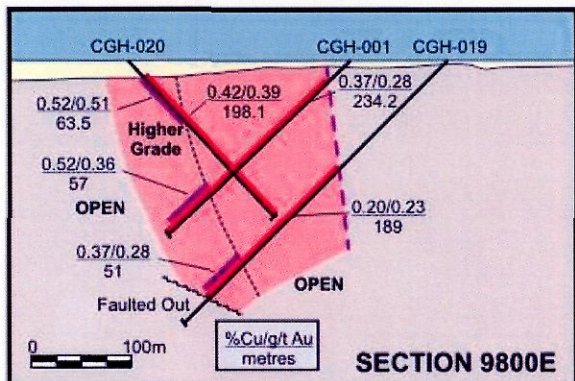 CGH-020
CGH-001
CGH-019
0.52/0.51
63.5
0.42/0.39
198.1
0.37/0.28
234.2
Higher
Grade
0.52/0.36
57
OPEN
0.20/0.23
189
0.37/0.28
51
OPEN
Faulted Out
%Cu/g/t Au
metres
0 100m
SECTION 9800E